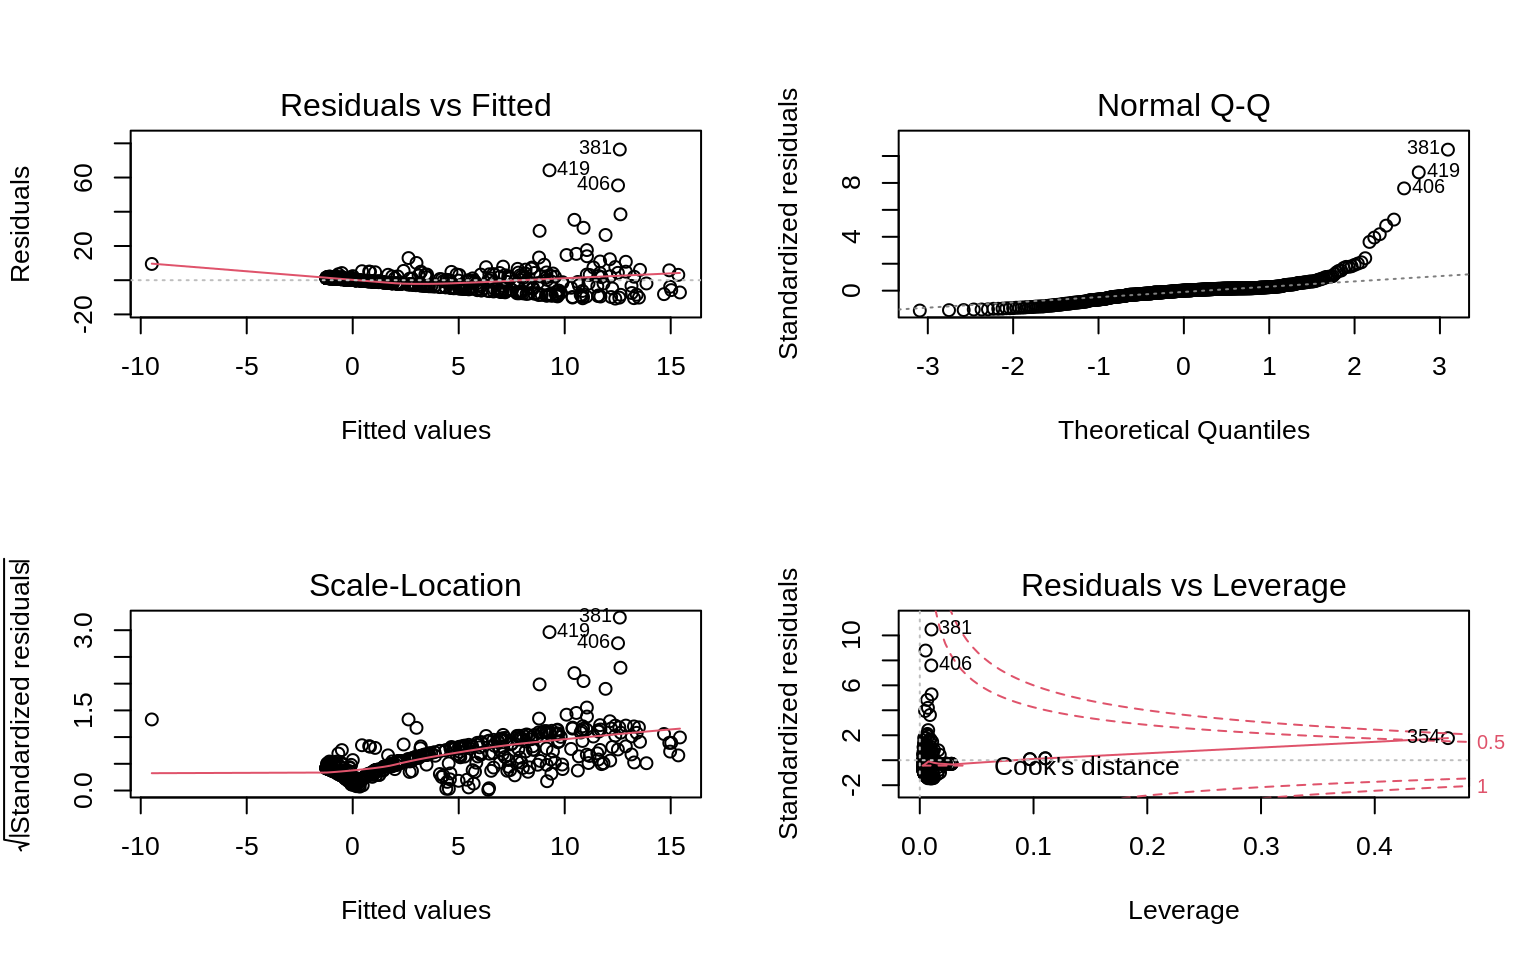 Residuals vs Fitted
Residuals
-20 20 60
381
419
406
-10 -5 0 5 10 15
Fitted values
Normal Q-Q
Standardized residuals
0 4 8
381
419
406
-3 -2 -1 0 1 2 3
Theoretical Quantiles
Scale-Location
√|Standardized residuals|
0.0 1.5 3.0
381
419
406
-10 -5 0 5 10 15
Fitted values
Residuals vs Leverage
Standardized residuals
-2 2 6 10
381
406
354
Cook's distance
0.5
1
0.0 0.1 0.2 0.3 0.4
Leverage